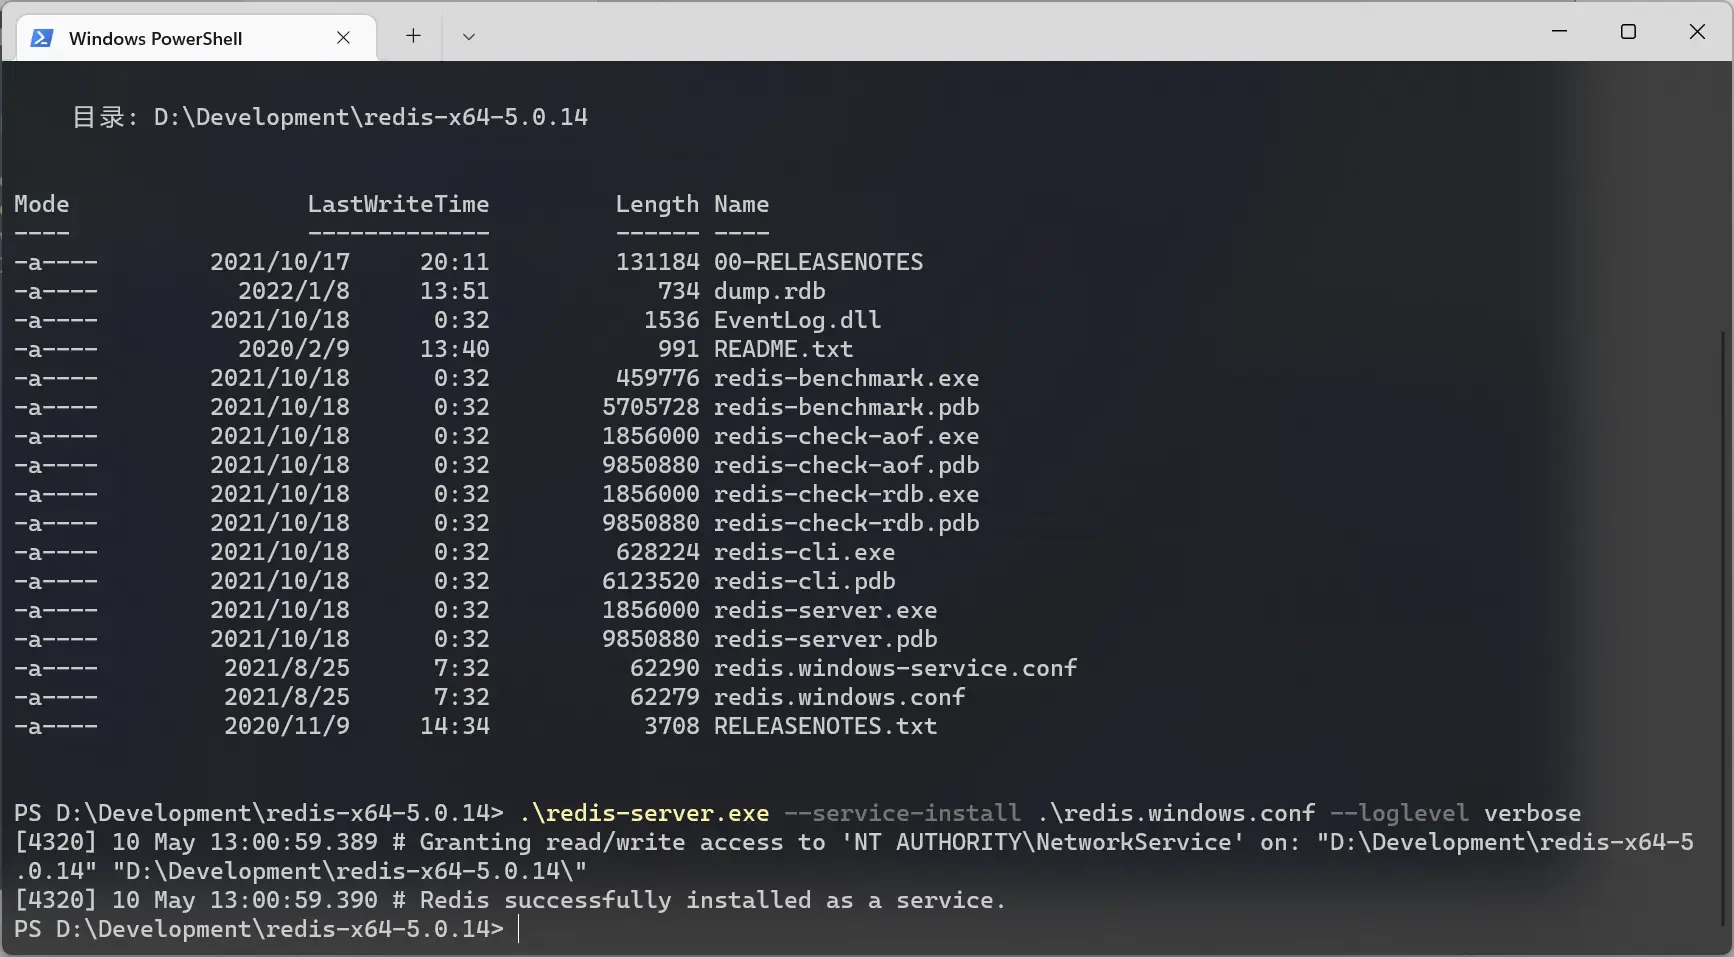 Windows PowerShell
目录: D:\Development\redis-x64-5.0.14
Mode LastWriteTime Length Name
---- ------------- ------ ----
-a---- 2021/10/17 20:11 131184 00-RELEASENOTES
-a---- 2022/1/8 13:51 734 dump.rdb
-a---- 2021/10/18 0:32 1536 EventLog.dll
-a---- 2020/2/9 13:40 991 README.txt
-a---- 2021/10/18 0:32 459776 redis-benchmark.exe
-a---- 2021/10/18 0:32 5705728 redis-benchmark.pdb
-a---- 2021/10/18 0:32 1856000 redis-check-aof.exe
-a---- 2021/10/18 0:32 9850880 redis-check-aof.pdb
-a---- 2021/10/18 0:32 1856000 redis-check-rdb.exe
-a---- 2021/10/18 0:32 9850880 redis-check-rdb.pdb
-a---- 2021/10/18 0:32 628224 redis-cli.exe
-a---- 2021/10/18 0:32 6123520 redis-cli.pdb
-a---- 2021/10/18 0:32 1856000 redis-server.exe
-a---- 2021/10/18 0:32 9850880 redis-server.pdb
-a---- 2021/8/25 7:32 62290 redis.windows-service.conf
-a---- 2021/8/25 7:32 62279 redis.windows.conf
-a---- 2020/11/9 14:34 3708 RELEASENOTES.txt
PS D:\Development\redis-x64-5.0.14> .\redis-server.exe --service-install .\redis.windows.conf --loglevel verbose
[4320] 10 May 13:00:59.389 # Granting read/write access to 'NT AUTHORITY\NetworkService' on: "D:\Development\redis-x64-5
.0.14" "D:\Development\redis-x64-5.0.14\"
[4320] 10 May 13:00:59.390 # Redis successfully installed as a service.
PS D:\Development\redis-x64-5.0.14>